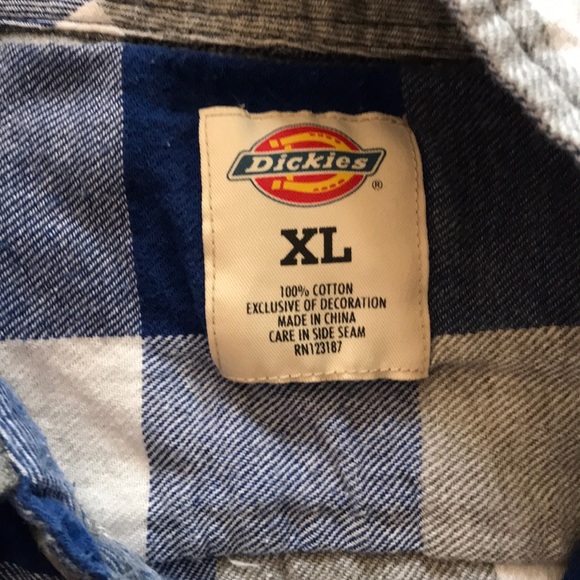 Dickies
®
XL
100% COTTON
EXCLUSIVE OF DECORATION
MADE IN CHINA
CARE IN SIDE SEAM
RN123187